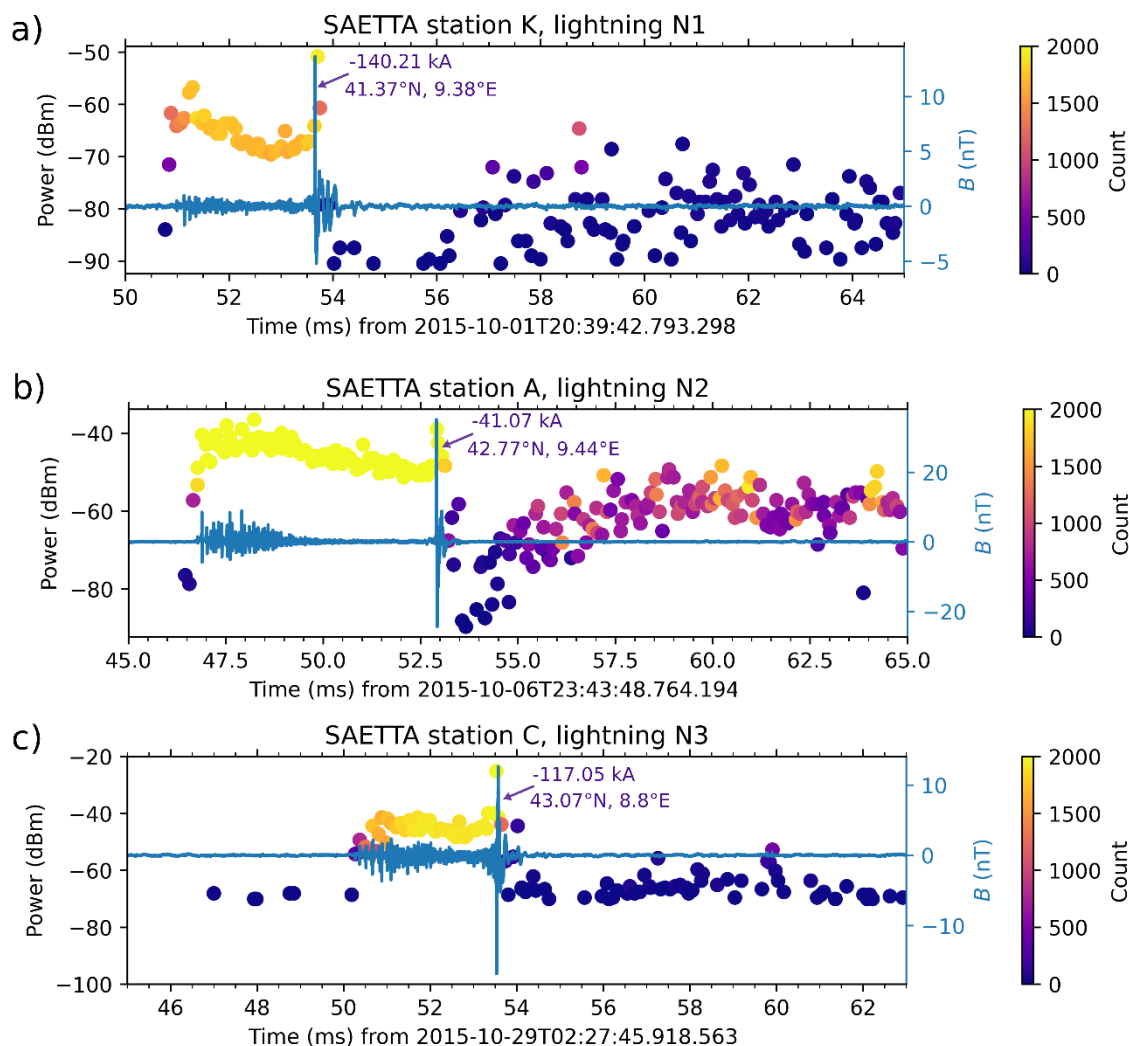 a)
SAETTA station K, lightning N1
−50
−60
−70
−80
−90
Power (dBm)
-140.21 kA
41.37°N, 9.38°E
10
5
0
−5
B (nT)
2000
1500
1000
500
0
Count
50 52 54 56 58 60 62 64
Time (ms) from 2015-10-01T20:39:42.793.298
b)
SAETTA station A, lightning N2
−40
−60
−80
Power (dBm)
-41.07 kA
42.77°N, 9.44°E
20
0
−20
B (nT)
2000
1500
1000
500
0
Count
45.0 47.5 50.0 52.5 55.0 57.5 60.0 62.5 65.0
Time (ms) from 2015-10-06T23:43:48.764.194
c)
SAETTA station C, lightning N3
−20
−40
−60
−80
−100
Power (dBm)
-117.05 kA
43.07°N, 8.8°E
10
0
−10
B (nT)
2000
1500
1000
500
0
Count
46 48 50 52 54 56 58 60 62
Time (ms) from 2015-10-29T02:27:45.918.563